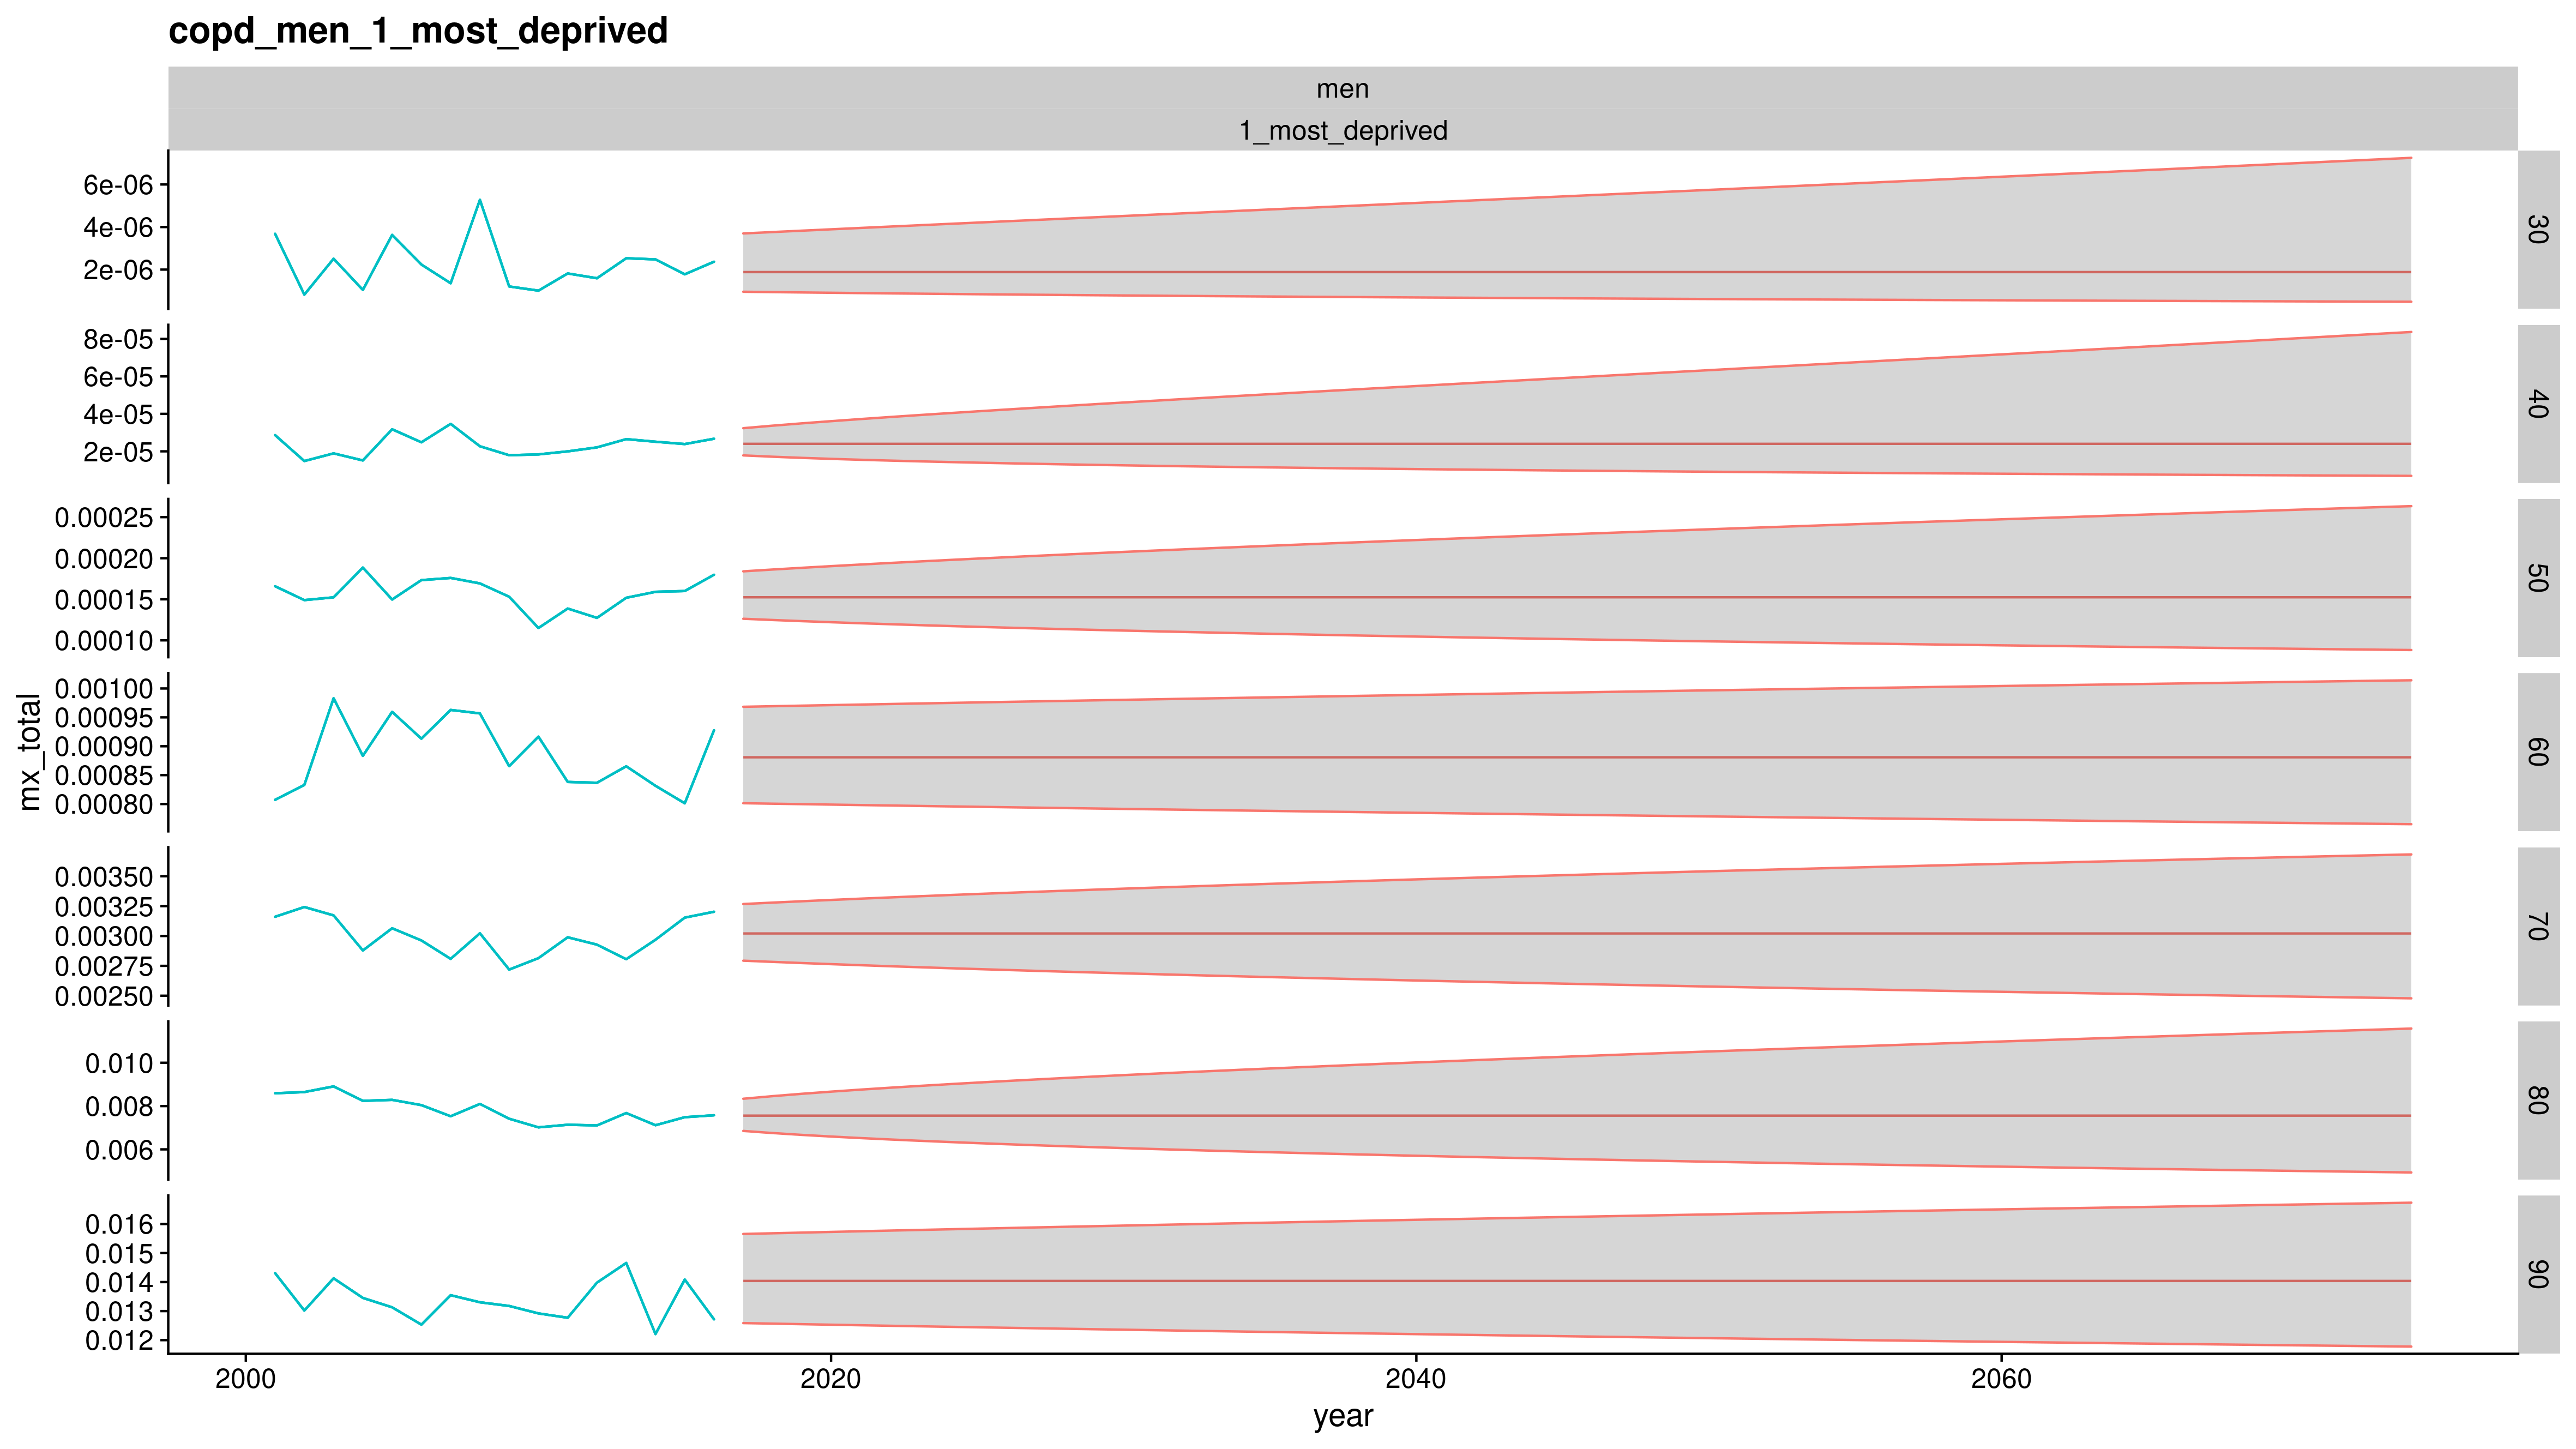 copd_men_1_most_deprived
men
1_most_deprived
6e-06
4e-06
2e-06
30
8e-05
6e-05
4e-05
2e-05
40
0.00025
0.00020
0.00015
0.00010
50
0.00100
0.00095
0.00090
0.00085
0.00080
60
mx_total
0.00350
0.00325
0.00300
0.00275
0.00250
70
0.010
0.008
0.006
80
0.016
0.015
0.014
0.013
0.012
90
2000 2020 2040 2060
year